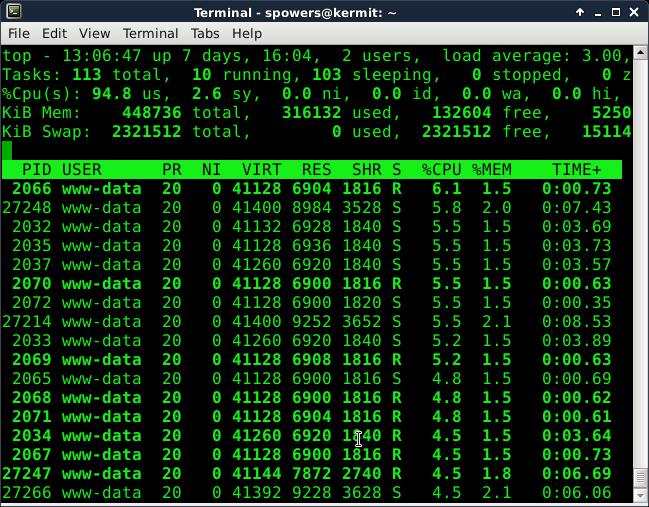 Terminal - spowers@kermit: ~
File Edit View Terminal Tabs Help
top - 13:06:47 up 7 days, 16:04, 2 users, load average: 3.00,
Tasks: 113 total, 10 running, 103 sleeping, 0 stopped, 0 z
%Cpu(s): 94.8 us, 2.6 sy, 0.0 ni, 0.0 id, 0.0 wa, 0.0 hi,
KiB Mem: 448736 total, 316132 used, 132604 free, 5250
KiB Swap: 2321512 total, 0 used, 2321512 free, 15114
PID USER PR NI VIRT RES SHR S %CPU %MEM TIME+
2066 www-data 20 0 41128 6904 1816 R 6.1 1.5 0:00.73
27248 www-data 20 0 41400 8984 3528 S 5.8 2.0 0:07.43
2032 www-data 20 0 41132 6928 1840 S 5.5 1.5 0:03.69
2035 www-data 20 0 41128 6936 1840 S 5.5 1.5 0:03.73
2037 www-data 20 0 41260 6920 1840 S 5.5 1.5 0:03.57
2070 www-data 20 0 41128 6900 1816 R 5.5 1.5 0:00.63
2072 www-data 20 0 41128 6900 1820 S 5.5 1.5 0:00.35
27214 www-data 20 0 41400 9252 3652 S 5.5 2.1 0:08.53
2033 www-data 20 0 41260 6920 1840 S 5.2 1.5 0:03.89
2069 www-data 20 0 41128 6908 1816 R 5.2 1.5 0:00.63
2065 www-data 20 0 41128 6900 1816 S 4.8 1.5 0:00.69
2068 www-data 20 0 41128 6900 1816 R 4.8 1.5 0:00.62
2071 www-data 20 0 41128 6904 1816 R 4.8 1.5 0:00.61
2034 www-data 20 0 41260 6920 1840 R 4.5 1.5 0:03.64
2067 www-data 20 0 41128 6900 1816 R 4.5 1.5 0:00.73
27247 www-data 20 0 41144 7872 2740 R 4.5 1.8 0:06.69
27266 www-data 20 0 41392 9228 3628 S 4.5 2.1 0:06.06